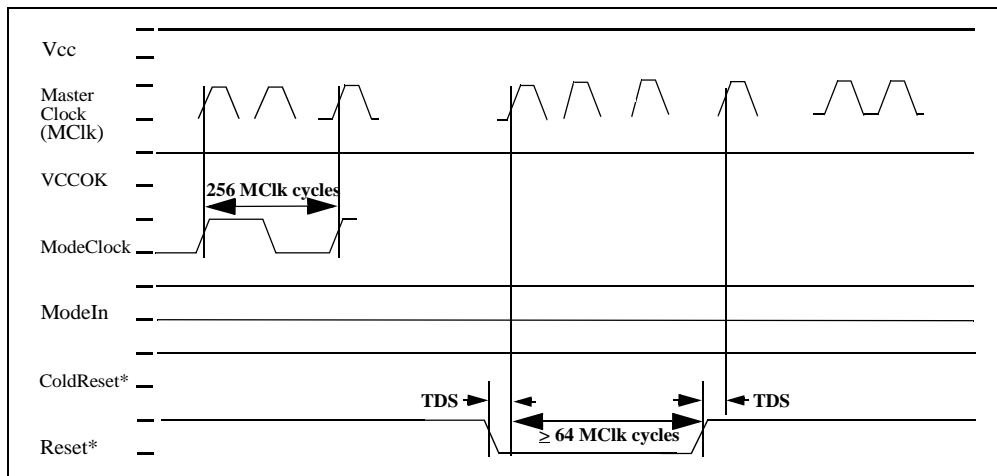 Vcc
Master
Clock
(MClk)
VCCOK
256 MClk cycles
ModeClock
ModeIn
ColdReset*
TDS
TDS
≥ 64 MClk cycles
Reset*